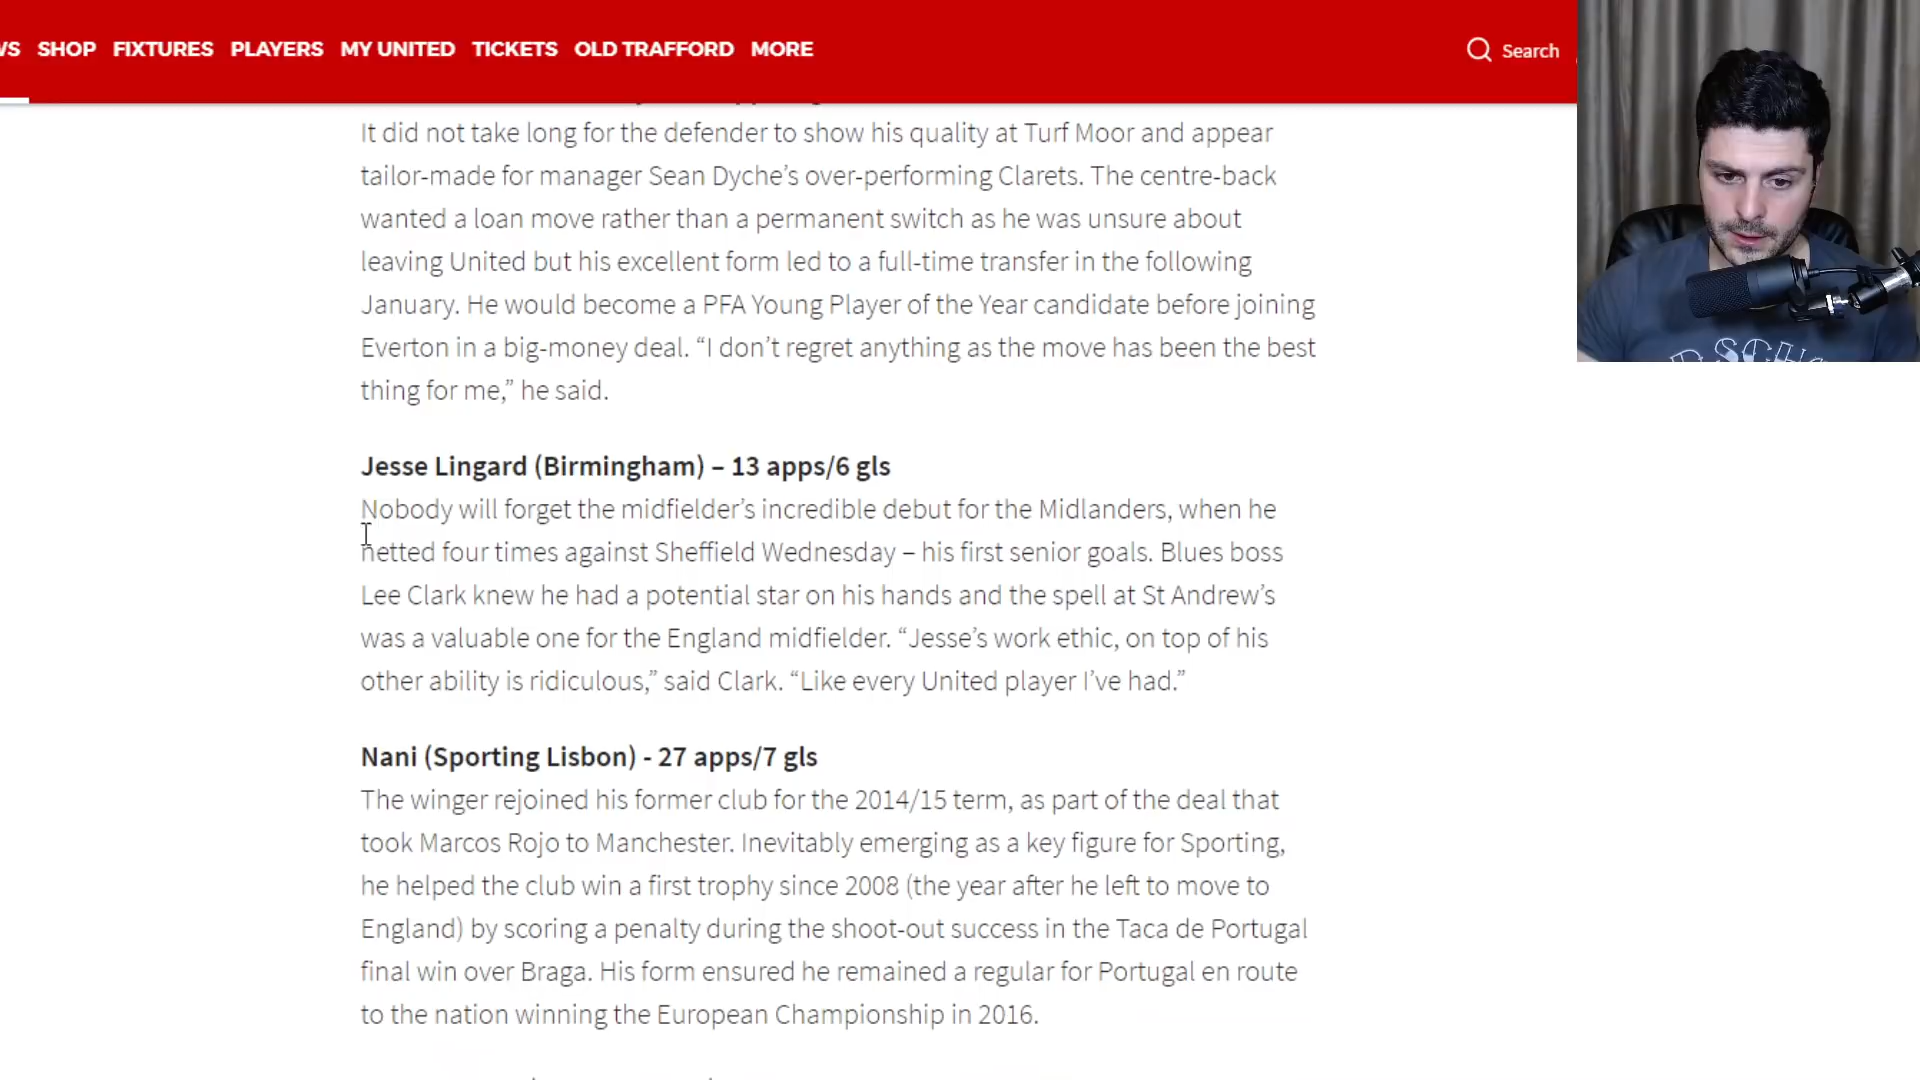 WS SHOP FIXTURES PLAYERS MY UNITED TICKETS OLD TRAFFORD MORE
Search
It did not take long for the defender to show his quality at Turf Moor and appear
tailor-made for manager Sean Dyche’s over-performing Clarets. The centre-back
wanted a loan move rather than a permanent switch as he was unsure about
leaving United but his excellent form led to a full-time transfer in the following
January. He would become a PFA Young Player of the Year candidate before joining
Everton in a big-money deal. “I don’t regret anything as the move has been the best
thing for me,” he said.
Jesse Lingard (Birmingham) – 13 apps/6 gls
Nobody will forget the midfielder’s incredible debut for the Midlanders, when he
netted four times against Sheffield Wednesday – his first senior goals. Blues boss
Lee Clark knew he had a potential star on his hands and the spell at St Andrew’s
was a valuable one for the England midfielder. “Jesse’s work ethic, on top of his
other ability is ridiculous,” said Clark. “Like every United player I’ve had.”
Nani (Sporting Lisbon) - 27 apps/7 gls
The winger rejoined his former club for the 2014/15 term, as part of the deal that
took Marcos Rojo to Manchester. Inevitably emerging as a key figure for Sporting,
he helped the club win a first trophy since 2008 (the year after he left to move to
England) by scoring a penalty during the shoot-out success in the Taca de Portugal
final win over Braga. His form ensured he remained a regular for Portugal en route
to the nation winning the European Championship in 2016.